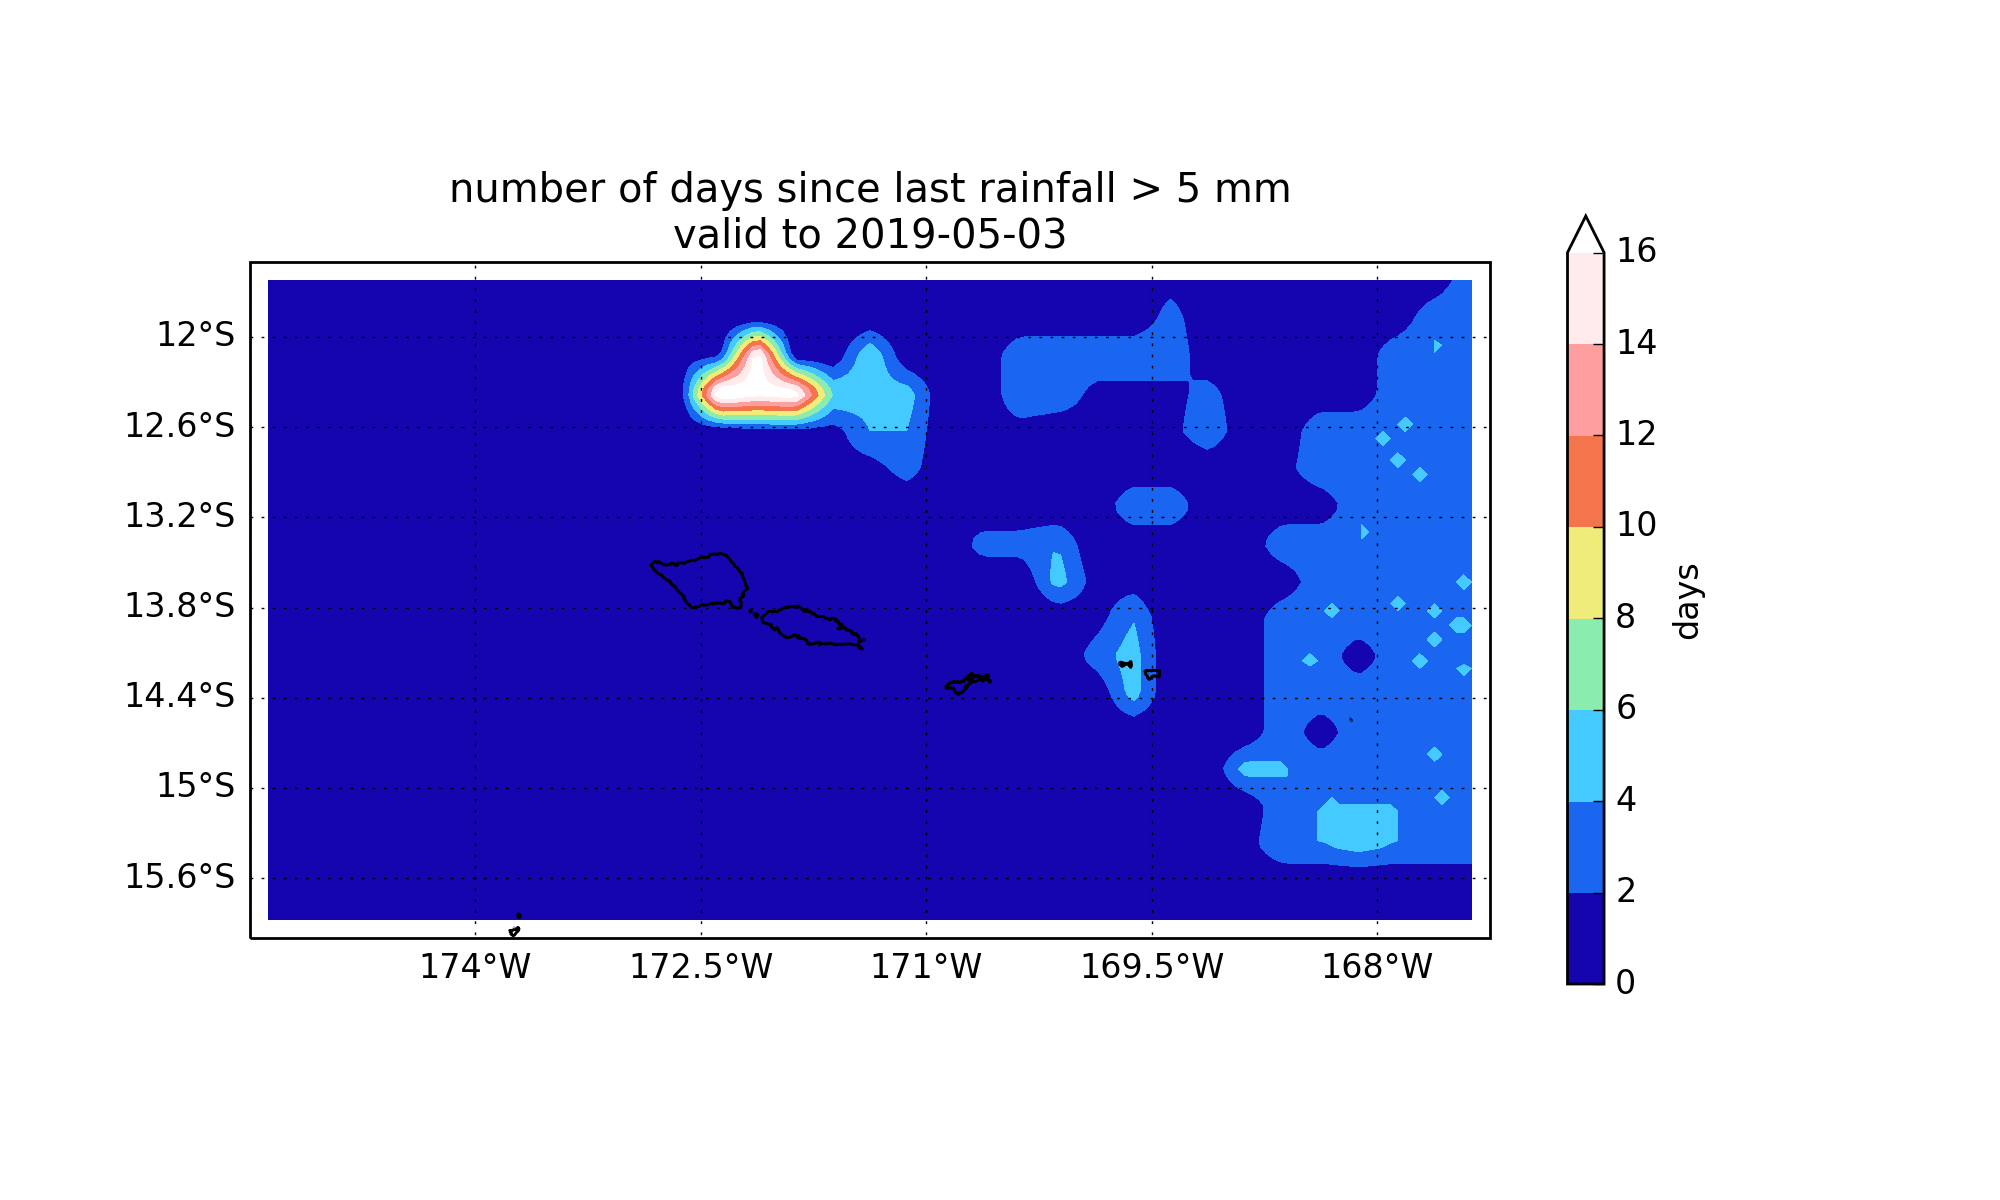 number of days since last rainfall > 5 mm
valid to 2019-05-03
12°S
12.6°S
13.2°S
13.8°S
14.4°S
15°S
15.6°S
174°W 172.5°W 171°W 169.5°W 168°W
16
14
12
10
8
6
4
2
0
days